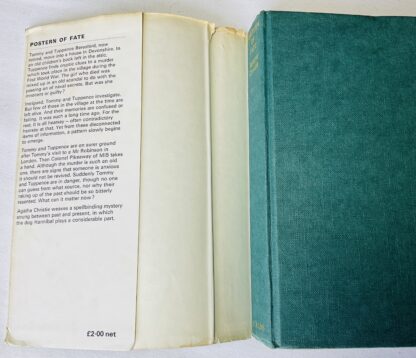 POSTERN OF FATE
Tommy and Tuppence Beresford, now
retired, move into a house in Devonshire. In
an old children's book left in the attic,
Tuppence finds cryptic clues to a murder
which took place in the village during the
First World War. The girl who died was
mixed up in an old scandal to do with the
passing on of naval secrets. But was she
innocent or guilty?
Intrigued, Tommy and Tuppence investigate.
But few of those in the village at the time are
left alive. And their memories are confused or
failing. It was such a long time ago. For the
rest, it is all hearsay – often contradictory
hearsay at that. Yet from these disconnected
items of information, a pattern slowly begins
to emerge.
Tommy and Tuppence are on surer ground
after Tommy's visit to a Mr Robinson in
London. Then Colonel Pikeaway of MI5 takes
a hand. Although the murder is such an old
one, there are signs that someone is anxious
it should not be revived. Suddenly Tommy
and Tuppence are in danger, though no one
can guess from what source, nor why their
taking up of the past should be so bitterly
resented. What can it matter now?
Agatha Christie weaves a spellbinding mystery
moving between past and present, in which
the dog Hannibal plays a considerable part.
£2·00 net